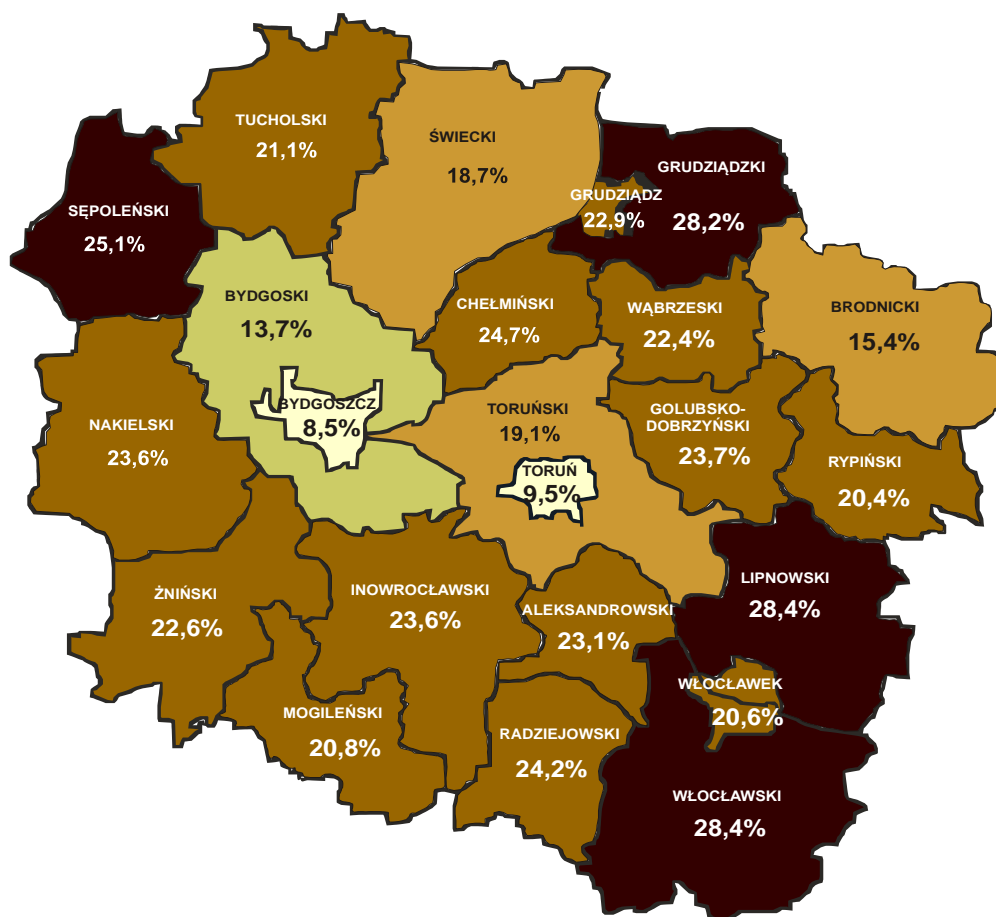 TUCHOLSKI
21,1%
ŚWIECKI
18,7%
GRUDZIĄDZKI
28,2%
GRUDZIĄDZ
22,9%
SĘPOLEŃSKI
25,1%
BYDGOSKI
13,7%
CHEŁMIŃSKI
24,7%
WĄBRZESKI
22,4%
BRODNICKI
15,4%
BYDGOSZCZ
8,5%
TORUŃSKI
19,1%
GOLUBSKO-
DOBRZYŃSKI
23,7%
NAKIELSKI
23,6%
TORUŃ
9,5%
RYPIŃSKI
20,4%
ŻNIŃSKI
22,6%
INOWROCŁAWSKI
23,6%
ALEKSANDROWSKI
23,1%
LIPNOWSKI
28,4%
WŁOCŁAWEK
20,6%
MOGILEŃSKI
20,8%
RADZIEJOWSKI
24,2%
WŁOCŁAWSKI
28,4%